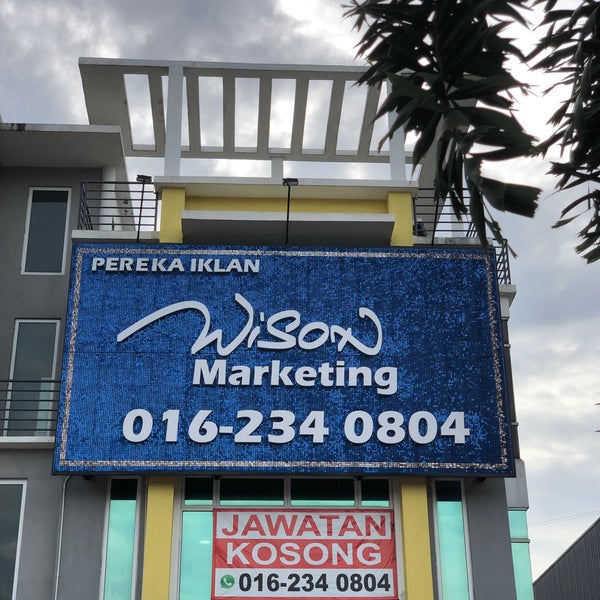 PEREKA IKLAN
Wison
Marketing
016-234 0804
JAWATAN
KOSONG
016-234 0804